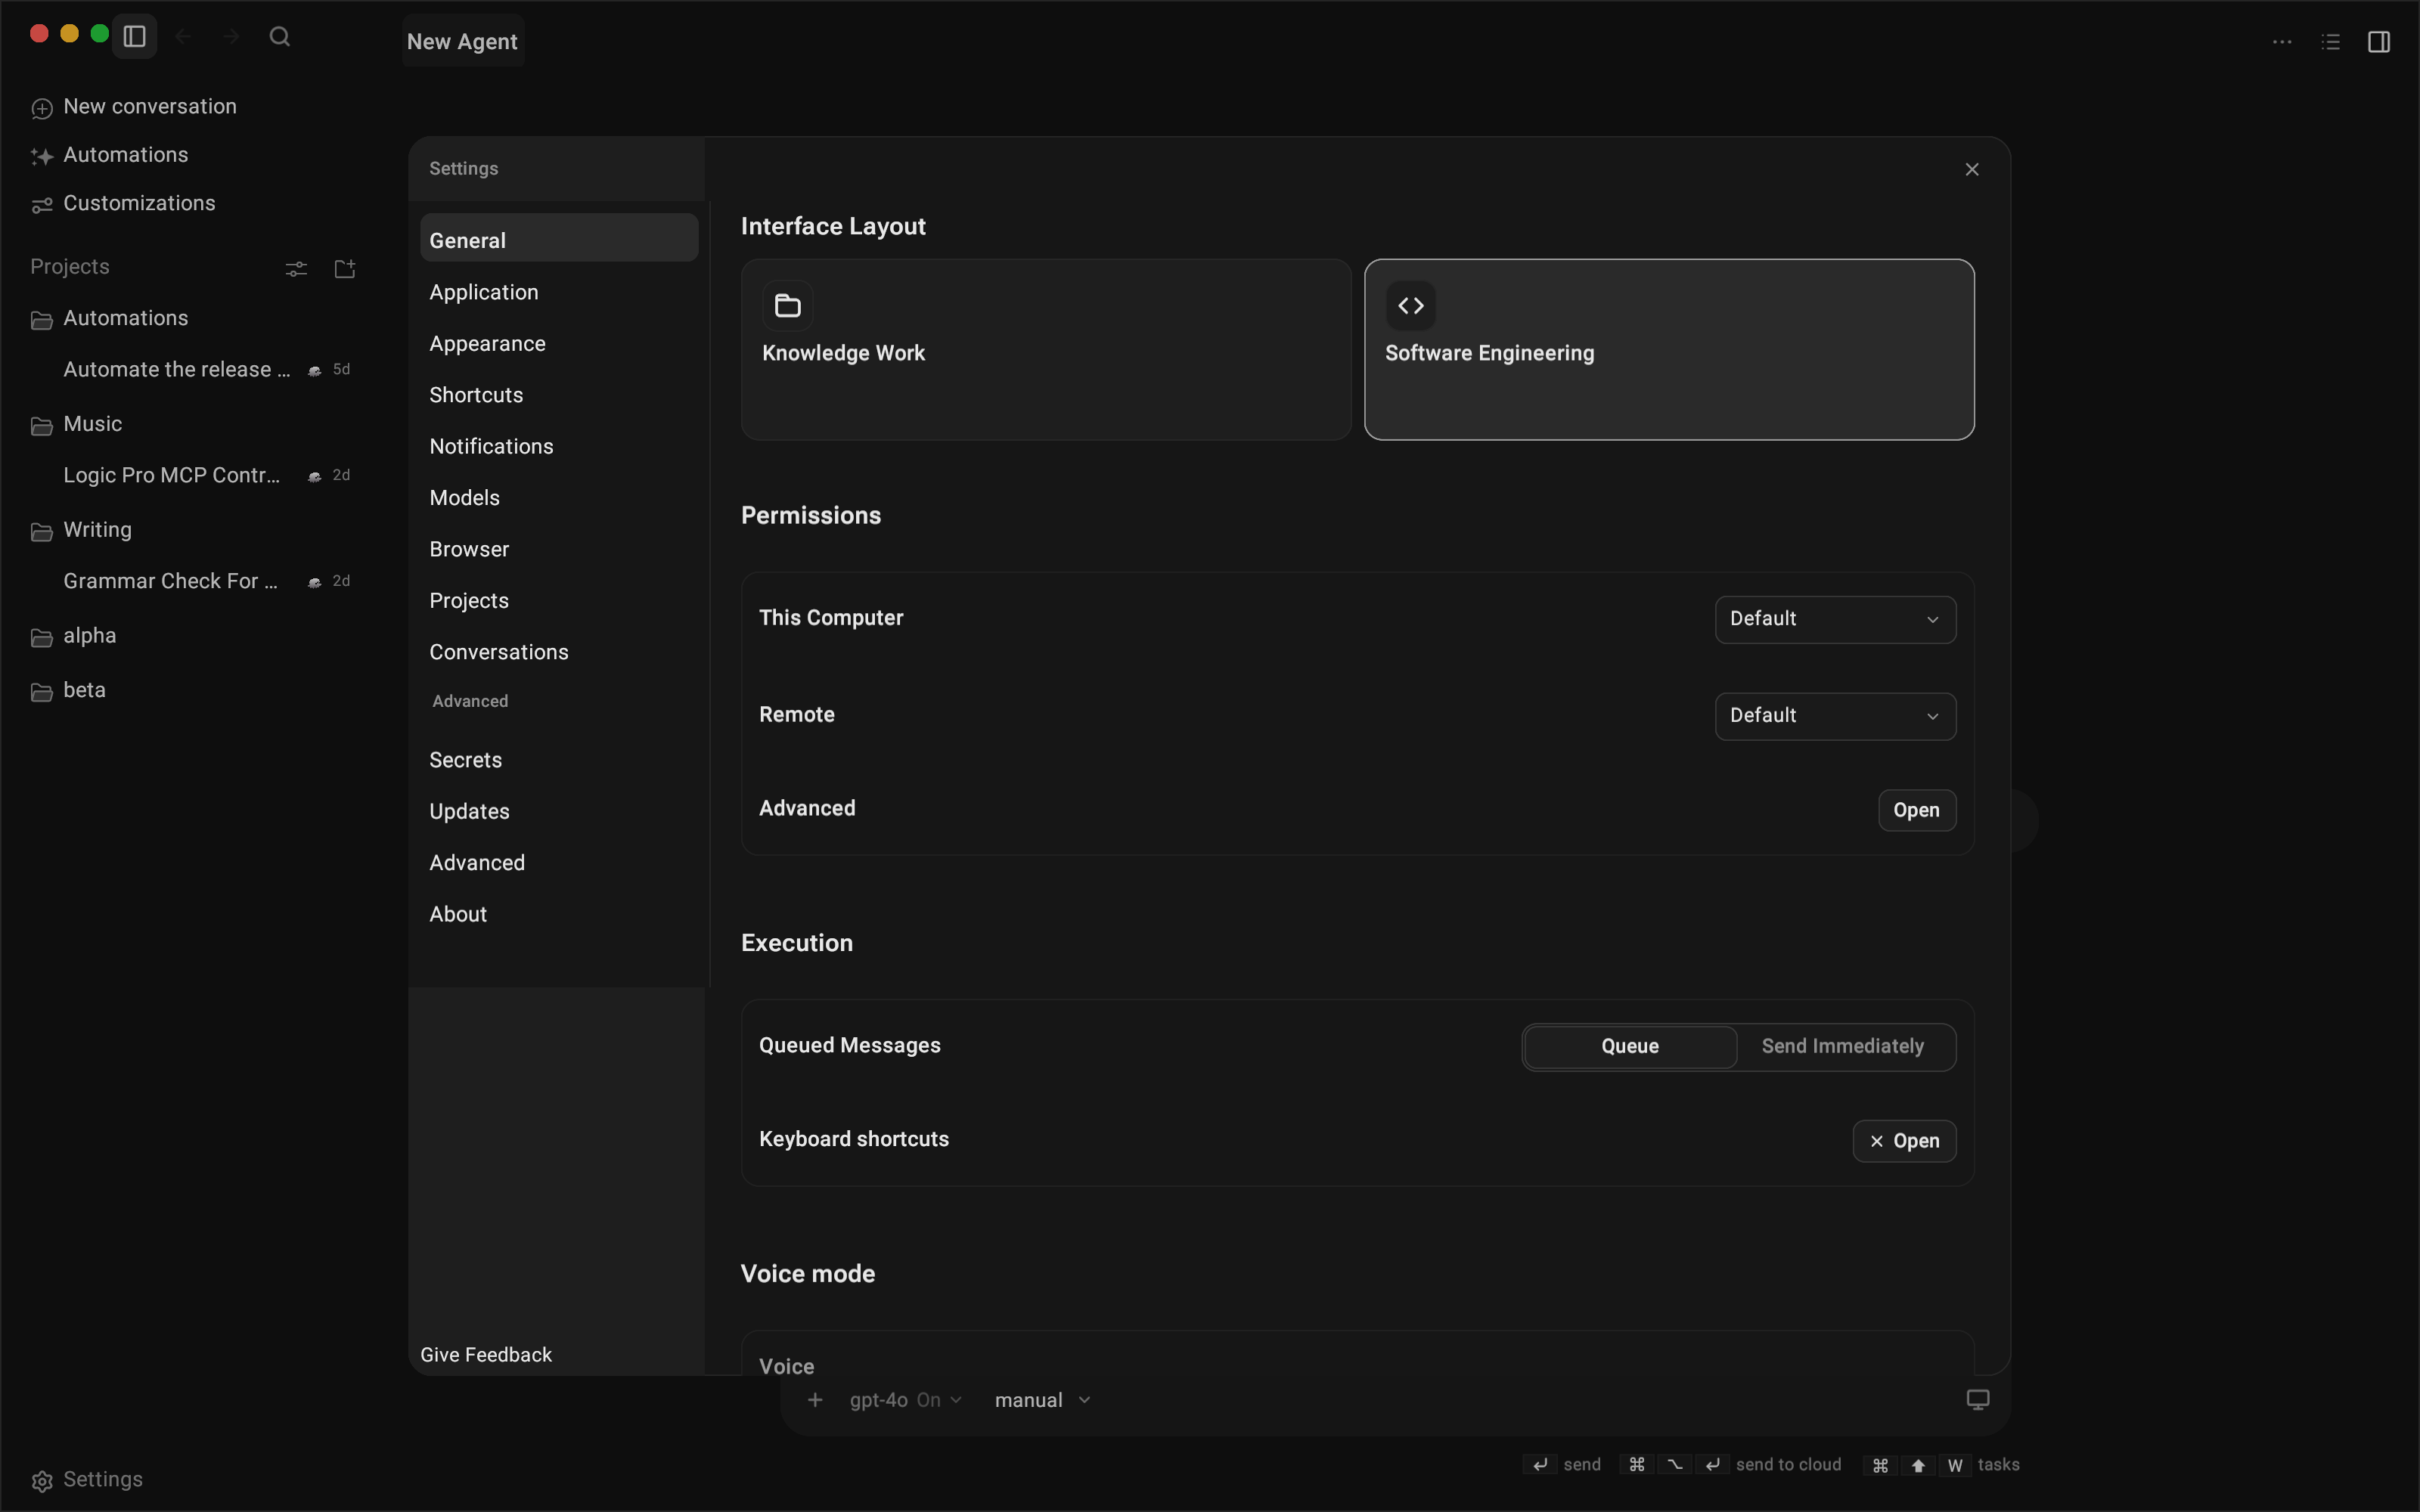 New Agent
New conversation
Automations
Customizations
Projects
Automations
Automate the release ... 5d
Music
Logic Pro MCP Contr... 2d
Writing
Grammar Check For ... 2d
alpha
beta
Settings
Settings
General
Application
Appearance
Shortcuts
Notifications
Models
Browser
Projects
Conversations
Advanced
Secrets
Updates
Advanced
About
Give Feedback
Interface Layout
Knowledge Work
Software Engineering
Permissions
This Computer Default
Remote Default
Advanced Open
Execution
Queued Messages Queue Send Immediately
Keyboard shortcuts Open
Voice mode
Voice
gpt-4o On manual
send send to cloud W tasks